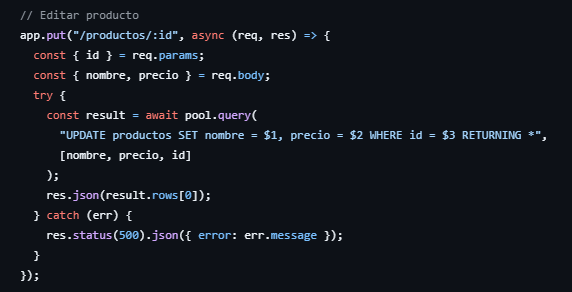 // Editar producto
app.put("/productos/:id", async (req, res) => {
  const { id } = req.params;
  const { nombre, precio } = req.body;
  try {
    const result = await pool.query(
      "UPDATE productos SET nombre = $1, precio = $2 WHERE id = $3 RETURNING *",
      [nombre, precio, id]
    );
    res.json(result.rows[0]);
  } catch (err) {
    res.status(500).json({ error: err.message });
  }
});